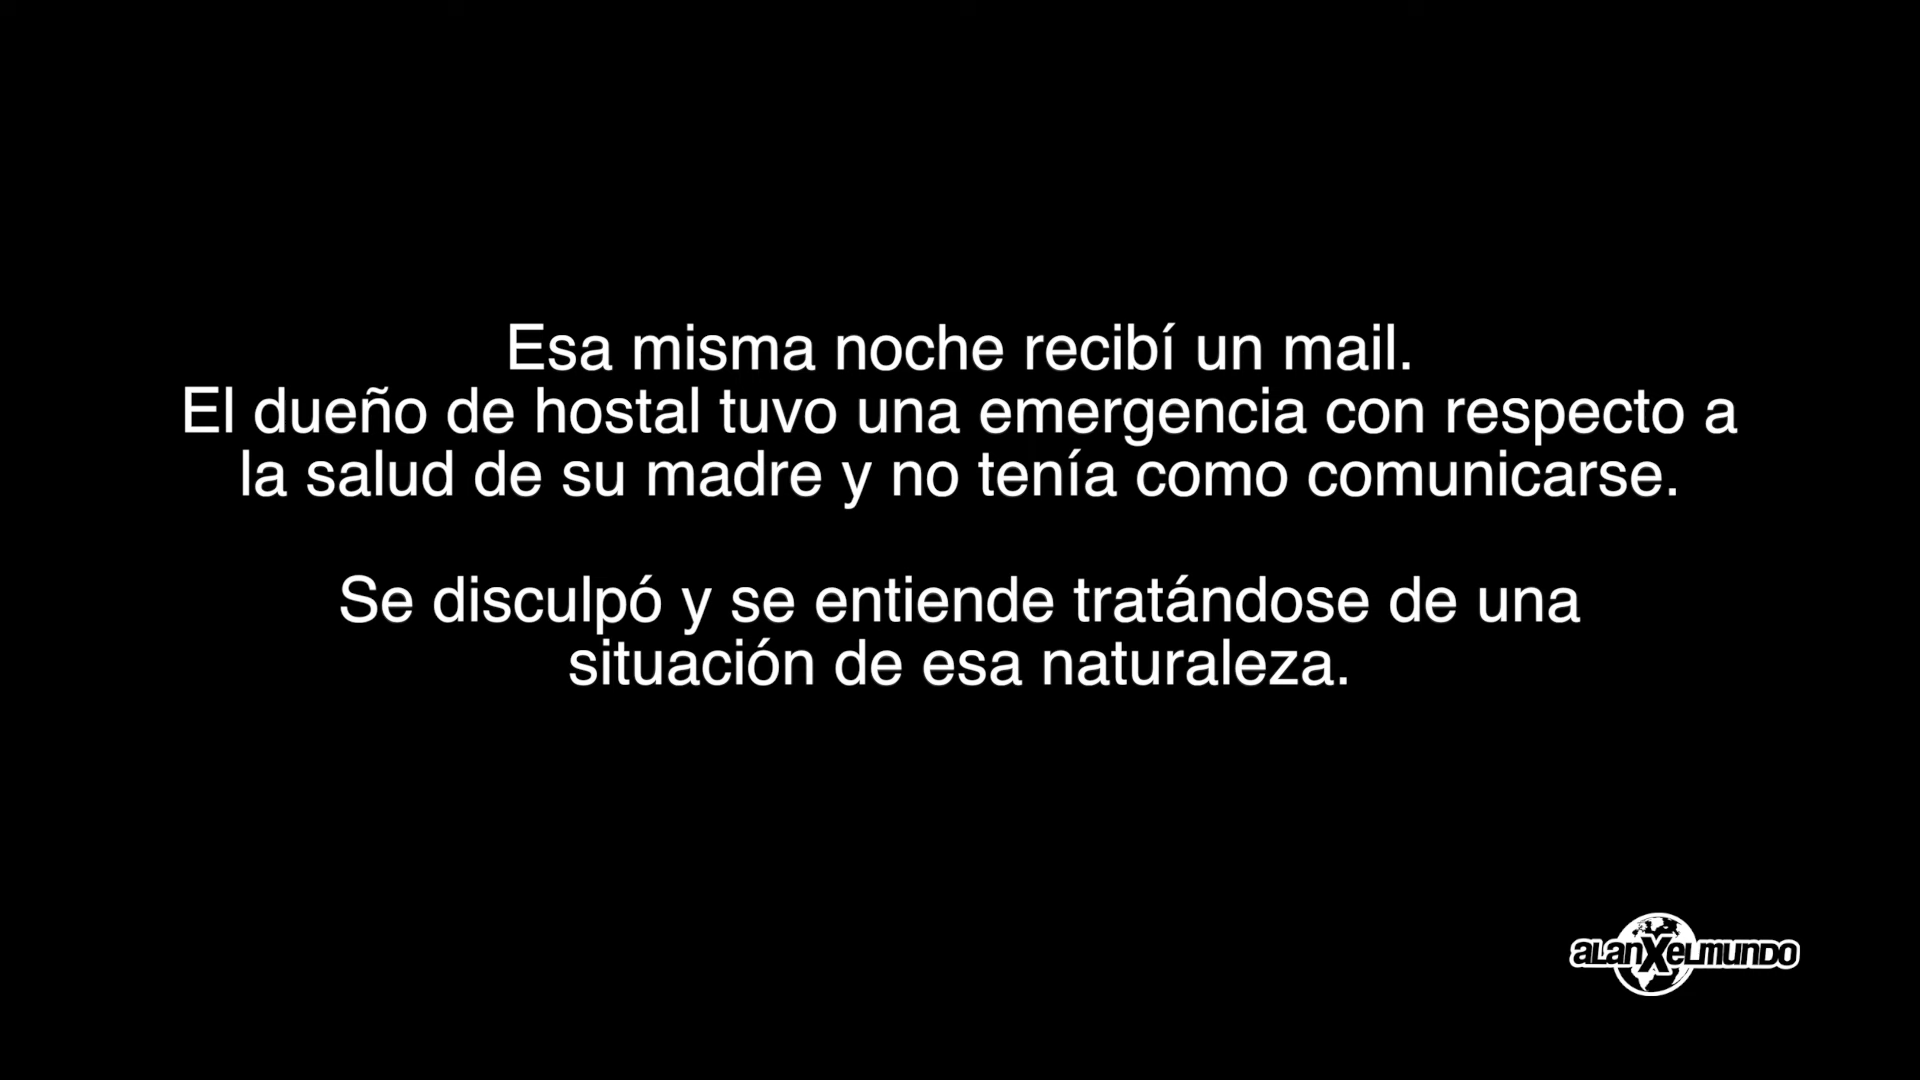 Esa misma noche recibí un mail.
El dueño de hostal tuvo una emergencia con respecto a
la salud de su madre y no tenía como comunicarse.
Se disculpó y se entiende tratándose de una
situación de esa naturaleza.
alanXelmundo